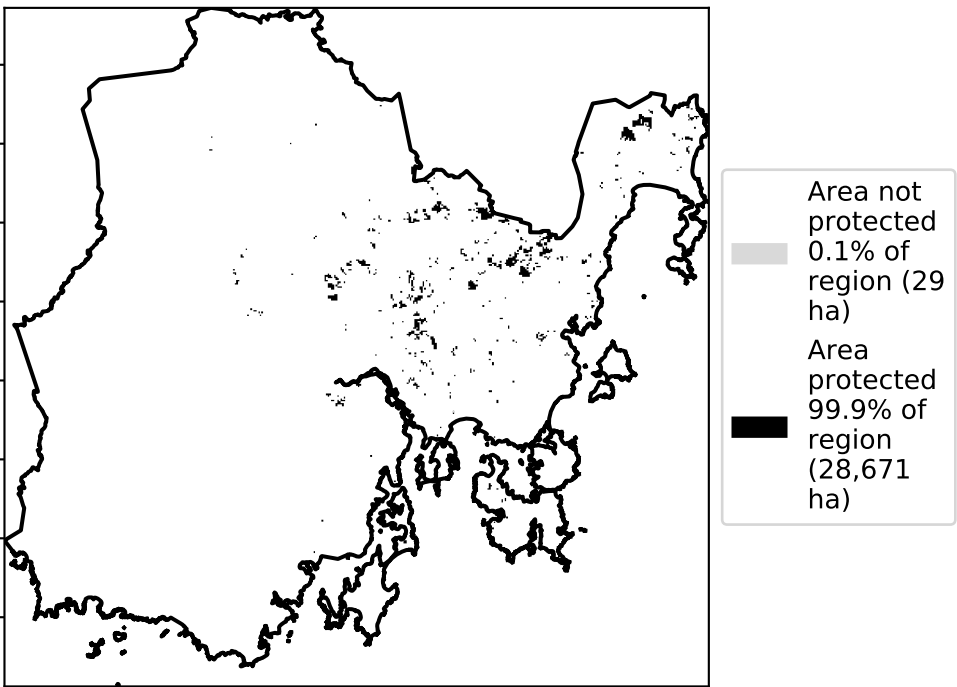 Area not
protected
0.1% of
region (29
ha)
Area
protected
99.9% of
region
(28,671
ha)